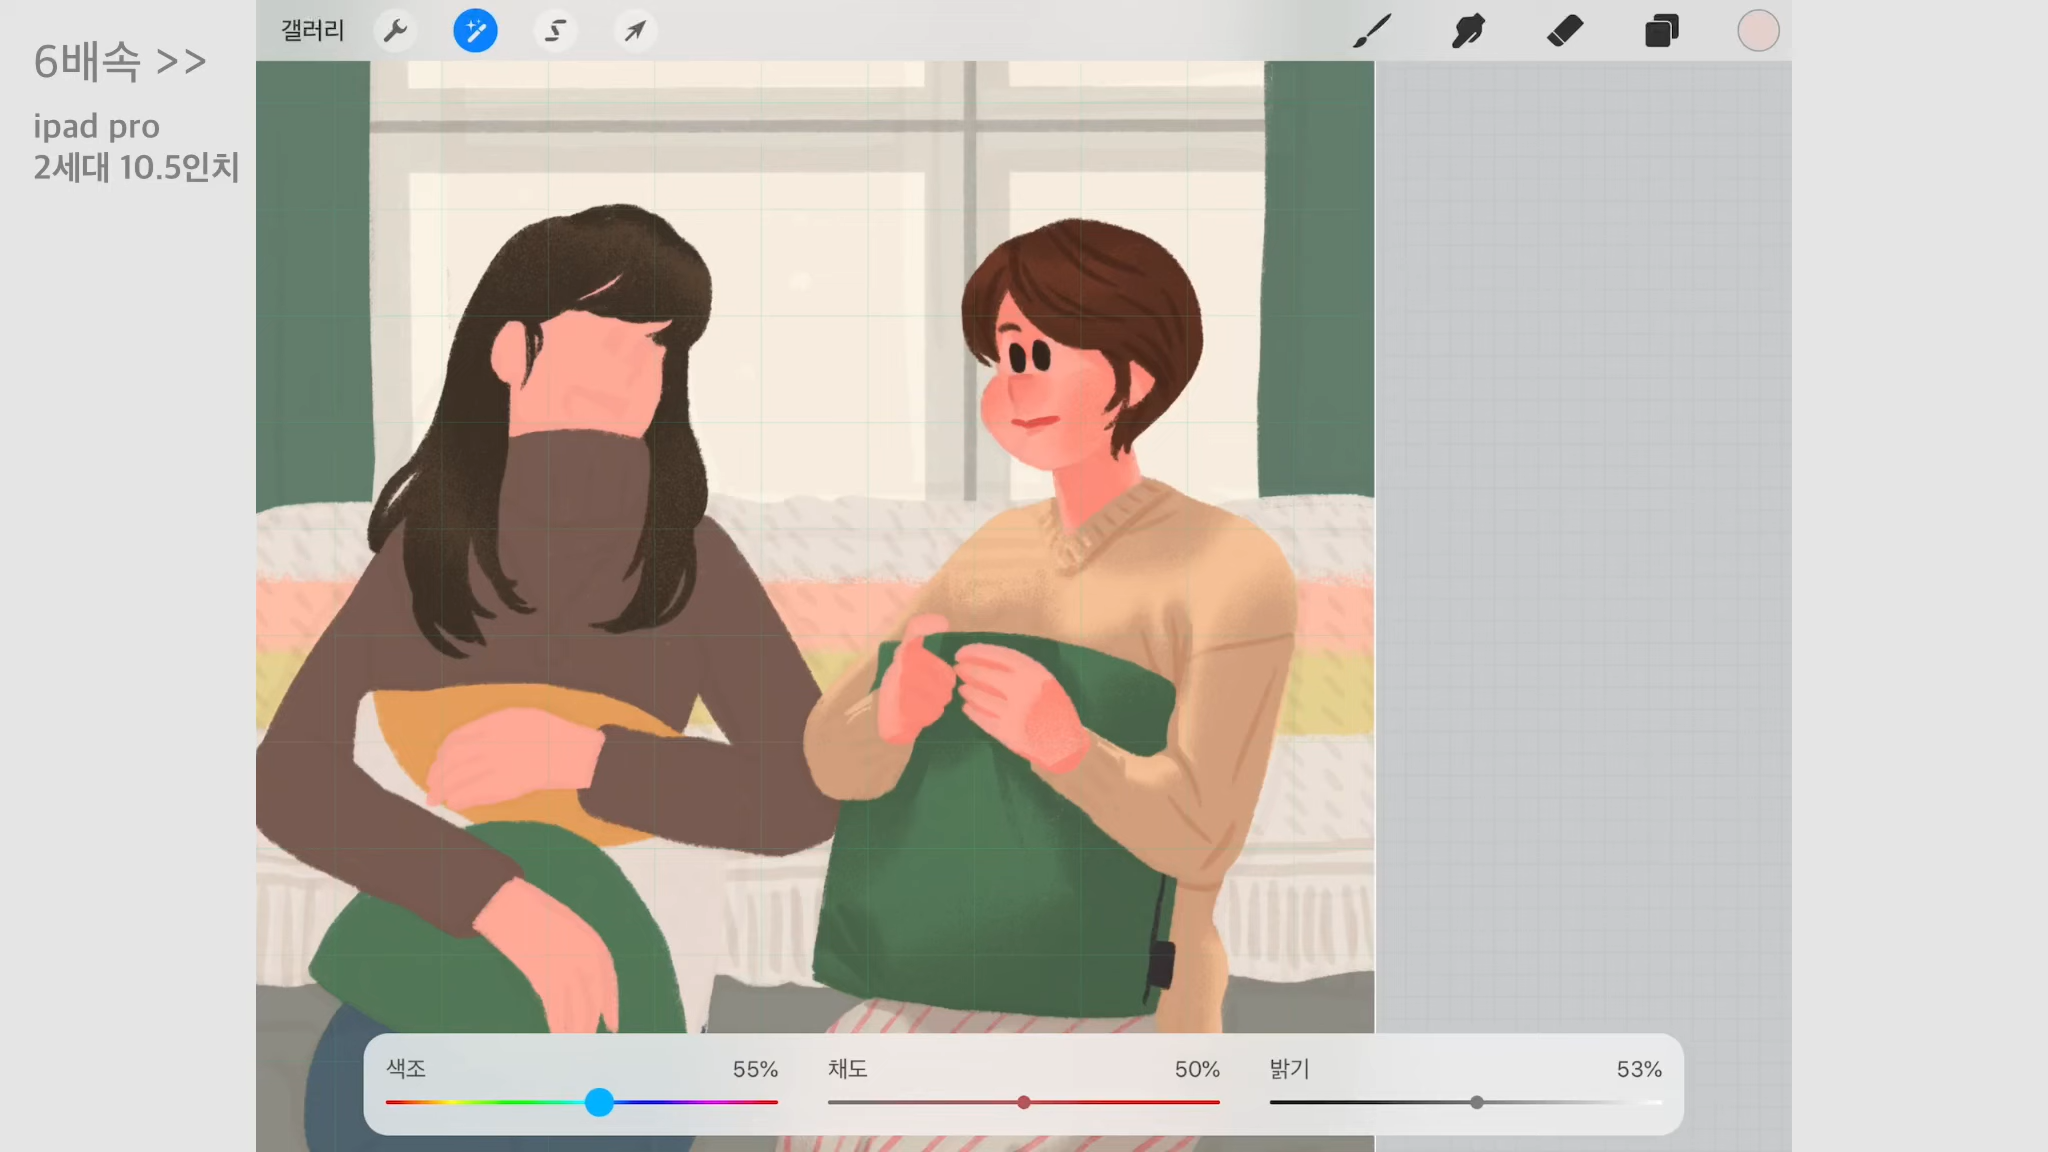 갤러리
6배속 >>
ipad pro
2세대 10.5인치
색조 55% 채도 50% 밝기 53%